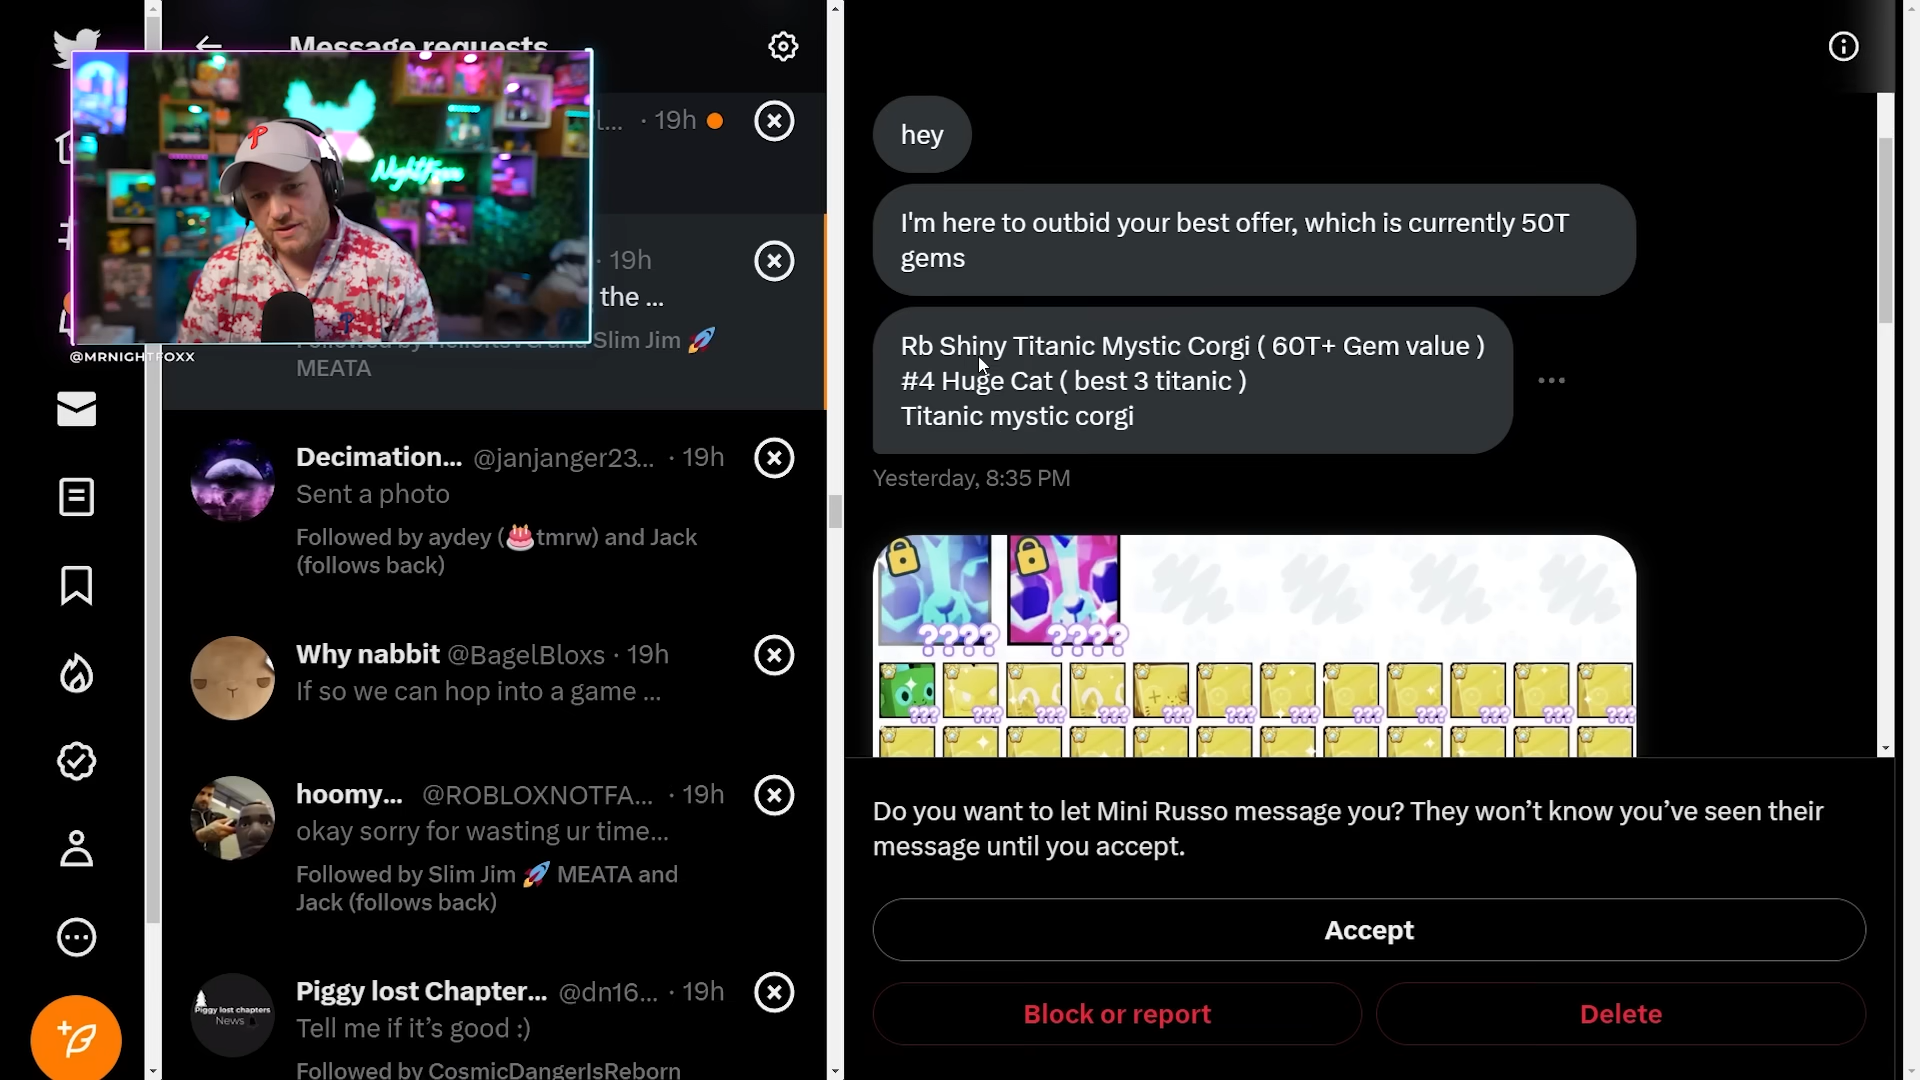 Message requests
l... · 19h
· 19h
the ...
Followed by HelloItsVG and Slim Jim 🚀
MEATA
NightFoxx
@MRNIGHTFOXX
Decimation... @janjanger23... · 19h
Sent a photo
Followed by aydey (🎂tmrw) and Jack
(follows back)
Why nabbit @BagelBloxs · 19h
If so we can hop into a game ...
hoomy... @ROBLOXNOTFA... · 19h
okay sorry for wasting ur time...
Followed by Slim Jim 🚀 MEATA and
Jack (follows back)
Piggy lost chapters
News
Piggy lost Chapter... @dn16... · 19h
Tell me if it’s good :)
Followed by CosmicDangerIsReborn
hey
I'm here to outbid your best offer, which is currently 50T
gems
Rb Shiny Titanic Mystic Corgi ( 60T+ Gem value )
#4 Huge Cat ( best 3 titanic )
Titanic mystic corgi
Yesterday, 8:35 PM
???? ????
??? ??? ??? ??? ??? ??? ??? ??? ??? ??? ??? ???
Do you want to let Mini Russo message you? They won’t know you’ve seen their
message until you accept.
Accept
Block or report
Delete